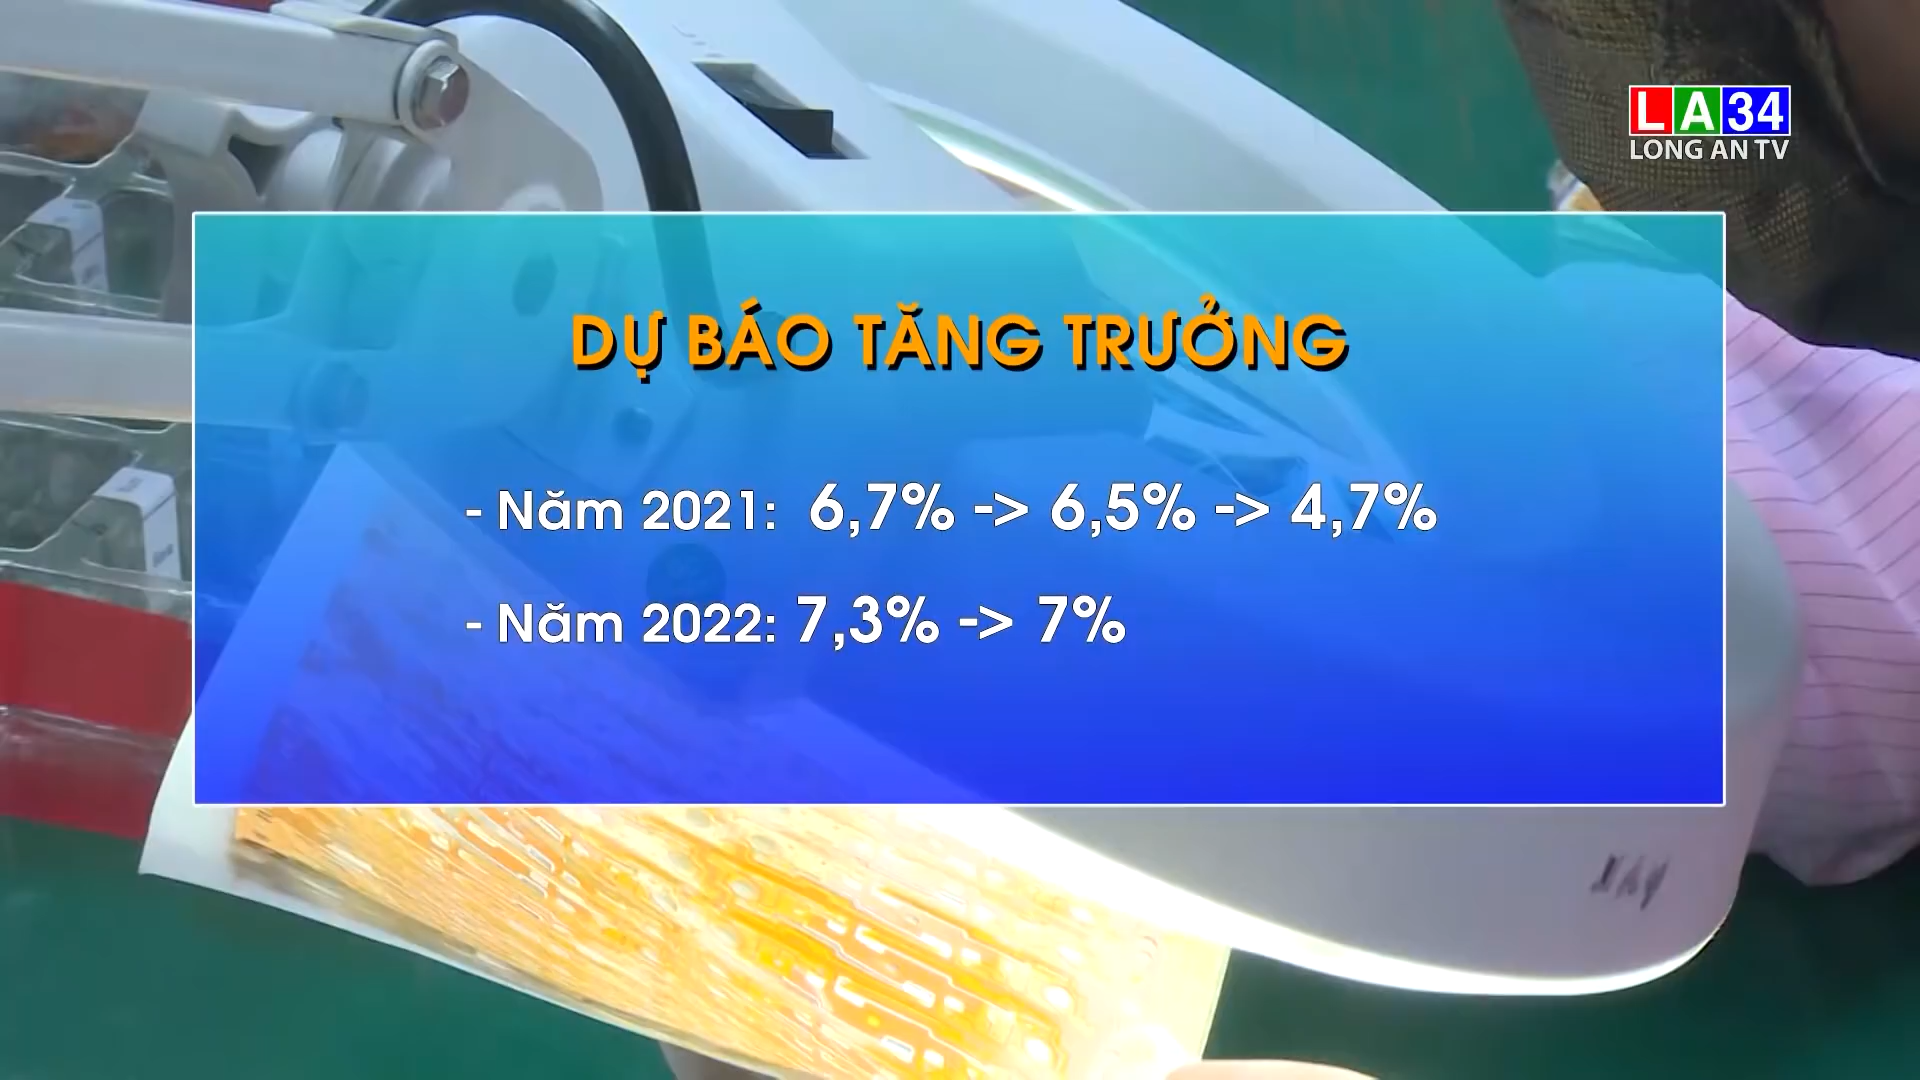 LA34
LONG AN TV
DỰ BÁO TĂNG TRƯỞNG
- Năm 2021: 6,7% -> 6,5% -> 4,7%
- Năm 2022: 7,3% -> 7%